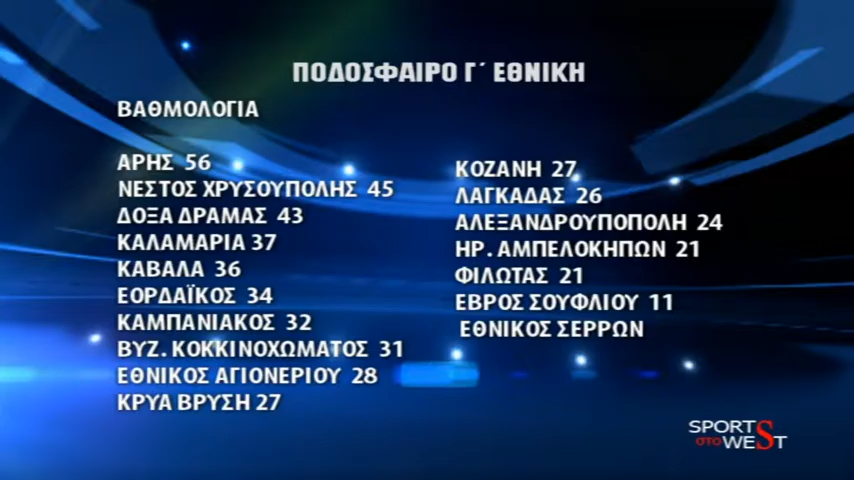 ΠΟΔΟΣΦΑΙΡΟ Γ΄ ΕΘΝΙΚΗ
ΒΑΘΜΟΛΟΓΙΑ
ΑΡΗΣ 56
ΝΕΣΤΟΣ ΧΡΥΣΟΥΠΟΛΗΣ 45
ΔΟΞΑ ΔΡΑΜΑΣ 43
ΚΑΛΑΜΑΡΙΑ 37
ΚΑΒΑΛΑ 36
ΕΟΡΔΑΪΚΟΣ 34
ΚΑΜΠΑΝΙΑΚΟΣ 32
ΒΥΖ. ΚΟΚΚΙΝΟΧΩΜΑΤΟΣ 31
ΕΘΝΙΚΟΣ ΑΓΙΟΝΕΡΙΟΥ 28
ΚΡΥΑ ΒΡΥΣΗ 27
ΚΟΖΑΝΗ 27
ΛΑΓΚΑΔΑΣ 26
ΑΛΕΞΑΝΔΡΟΥΠΟΠΟΛΗ 24
ΗΡ. ΑΜΠΕΛΟΚΗΠΩΝ 21
ΦΙΛΩΤΑΣ 21
ΕΒΡΟΣ ΣΟΥΦΛΙΟΥ 11
ΕΘΝΙΚΟΣ ΣΕΡΡΩΝ
SPORTS
στο WEST